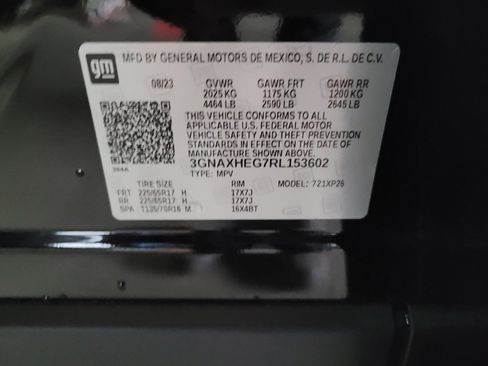 gm
MFD BY GENERAL MOTORS DE MEXICO, S. DE R.L. DE C.V.
08/23 GVWR GAWR FRT GAWR RR
2025 KG 1175 KG 1200 KG
4464 LB 2590 LB 2645 LB
THIS VEHICLE CONFORMS TO ALL
APPLICABLE U.S. FEDERAL MOTOR
VEHICLE SAFETY AND THEFT PREVENTION
STANDARDS IN EFFECT ON THE DATE OF
MANUFACTURE SHOWN ABOVE.
3GNAXHEG7RL153602
TYPE: MPV
TIRE SIZE RIM MODEL: 721XP26
FRT 225/65R17 H 17X7J
RR 225/65R17 H 17X7J
SPA T135/70R16 M 16X4BT